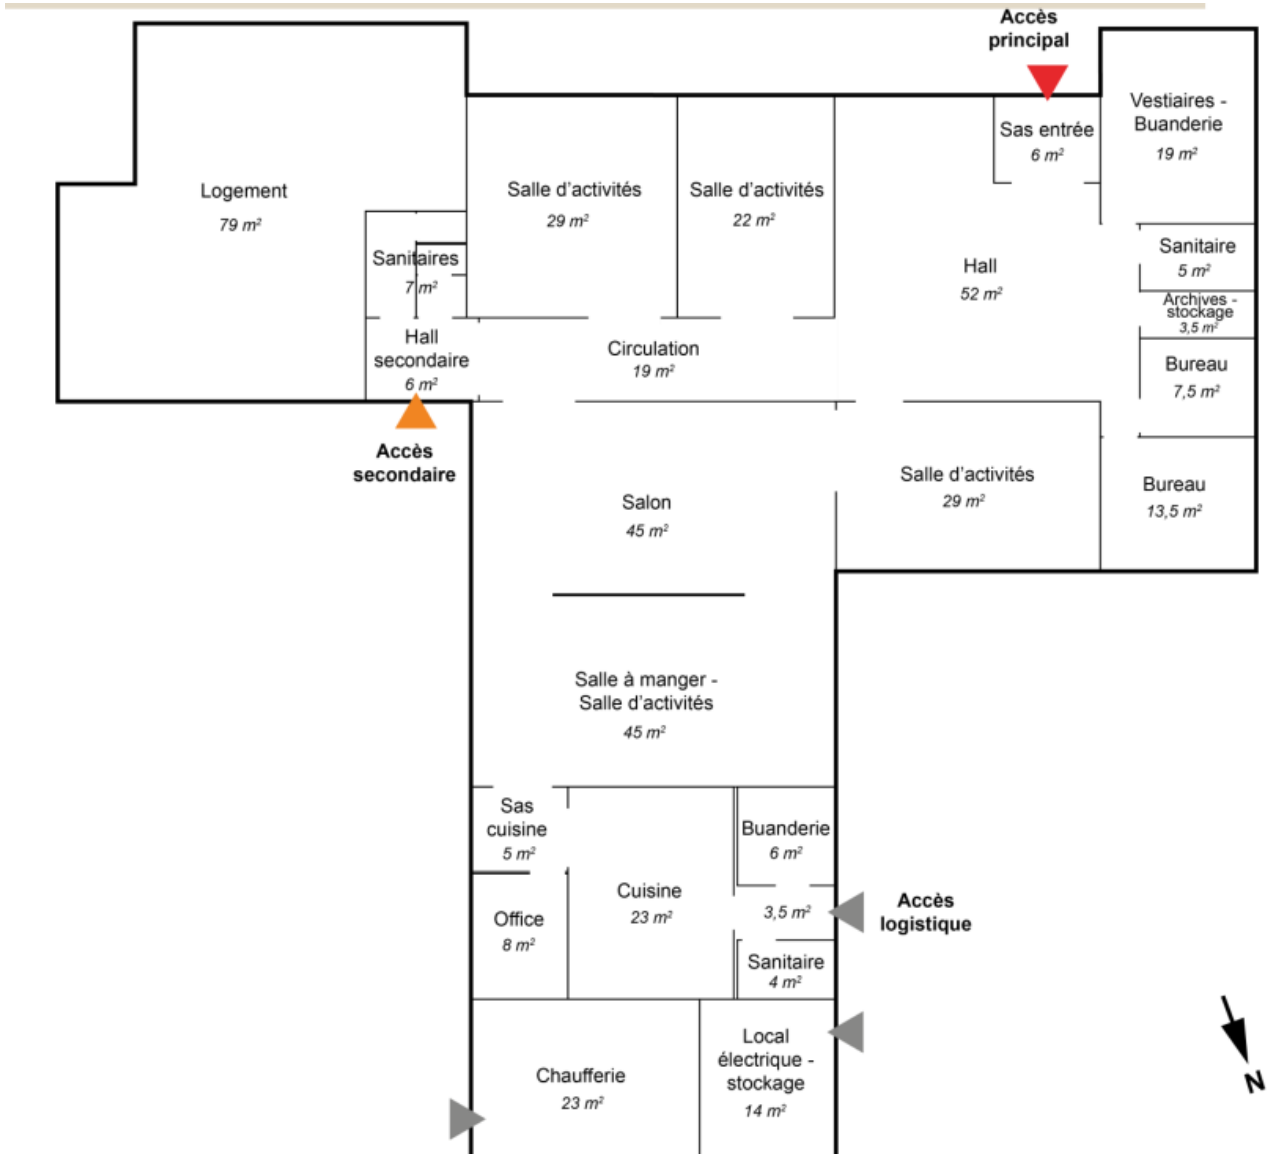 Accès
principal
Vestiaires -
Buanderie
19 m²
Sas entrée
6 m²
Logement
79 m²
Salle d'activités
29 m²
Salle d'activités
22 m²
Sanitaires
7 m²
Hall
52 m²
Sanitaire
5 m²
Archives -
stockage
3,5 m²
Hall
secondaire
6 m²
Circulation
19 m²
Bureau
7,5 m²
Accès
secondaire
Salon
45 m²
Salle d'activités
29 m²
Bureau
13,5 m²
Salle à manger -
Salle d'activités
45 m²
Sas
cuisine
5 m²
Buanderie
6 m²
Cuisine
23 m²
3,5 m²
Accès
logistique
Office
8 m²
Sanitaire
4 m²
Chaufferie
23 m²
Local
électrique -
stockage
14 m²
N